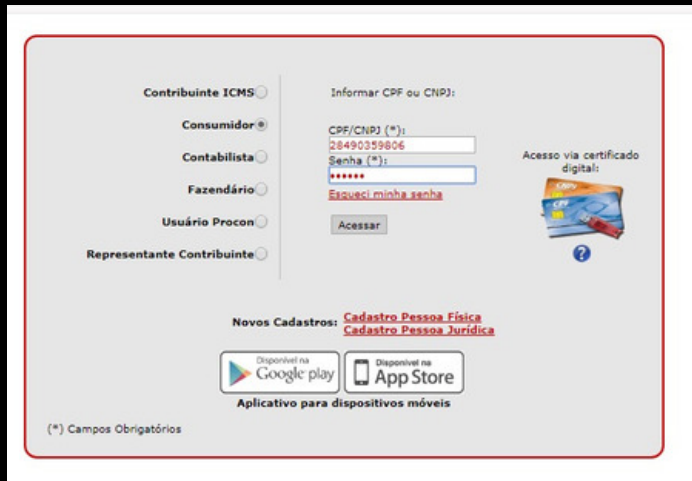 Contribuinte ICMS
Consumidor
Contabilista
Fazendário
Usuário Procon
Representante Contribuinte
Informar CPF ou CNPJ:
CPF/CNPJ (*):
28490359806
Senha (*):
••••••
Esqueci minha senha
Acessar
Acesso via certificado
digital:
CNPJ
CPF
?
Novos Cadastros: Cadastro Pessoa Física
Cadastro Pessoa Jurídica
Disponível na
Google play
Disponível na
App Store
Aplicativo para dispositivos móveis
(*) Campos Obrigatórios